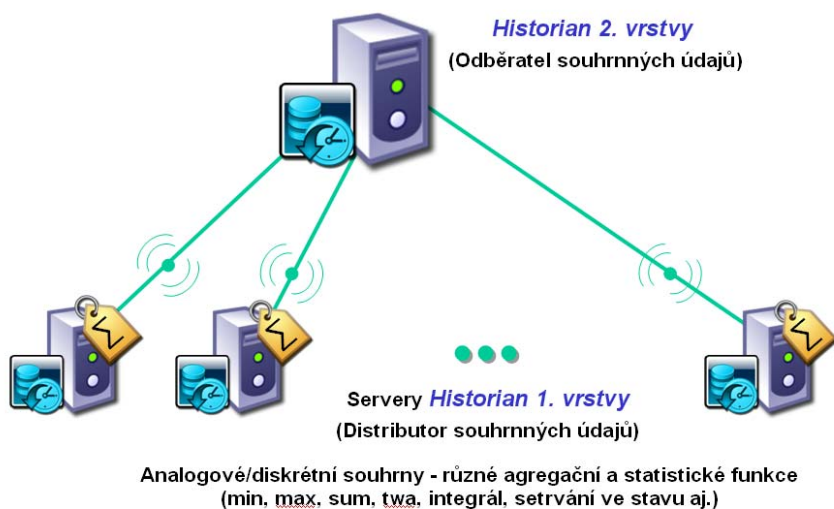 Historian 2. vrstvy
(Odběratel souhrnných údajů)
Σ
Σ
Σ
Servery Historian 1. vrstvy
(Distributor souhrnných údajů)
Analogové/diskrétní souhrny - různé agregační a statistické funkce
(min, max, sum, twa, integrál, setrvání ve stavu aj.)